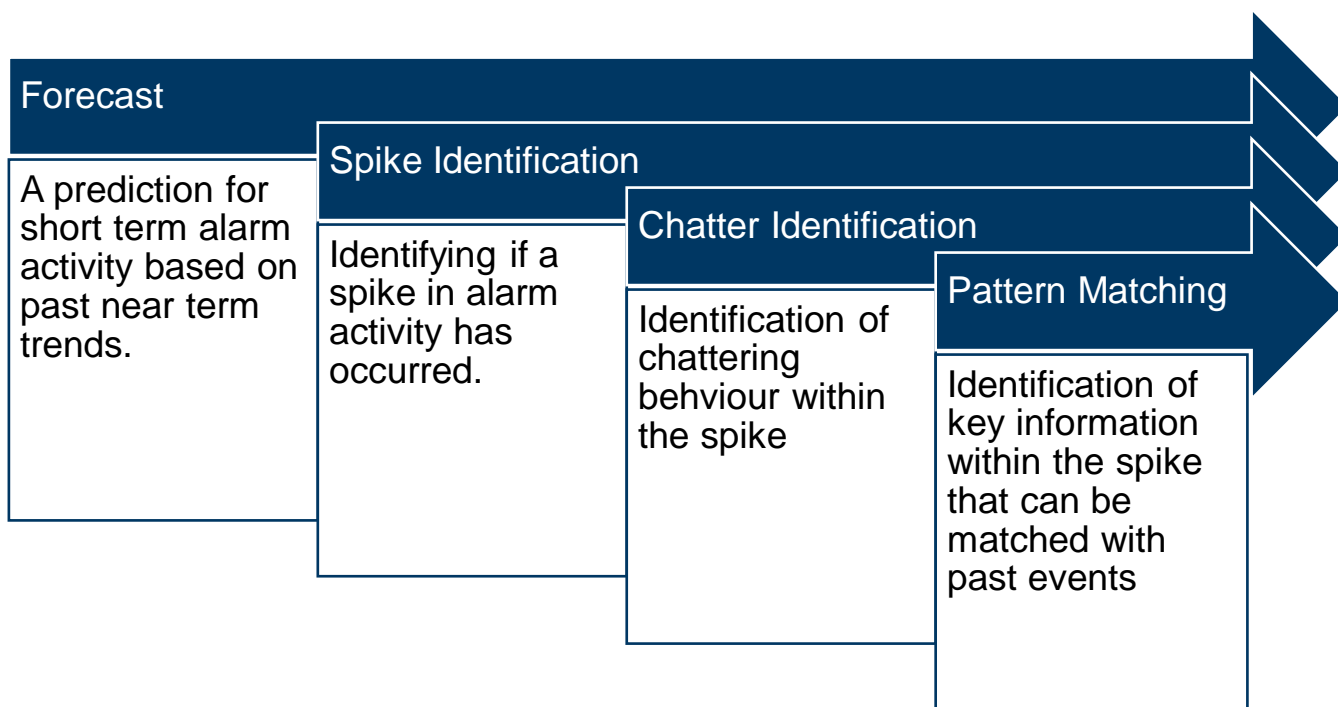 Forecast
A prediction for
short term alarm
activity based on
past near term
trends.
Spike Identification
Identifying if a
spike in alarm
activity has
occurred.
Chatter Identification
Identification of
chattering
behviour within
the spike
Pattern Matching
Identification of
key information
within the spike
that can be
matched with
past events